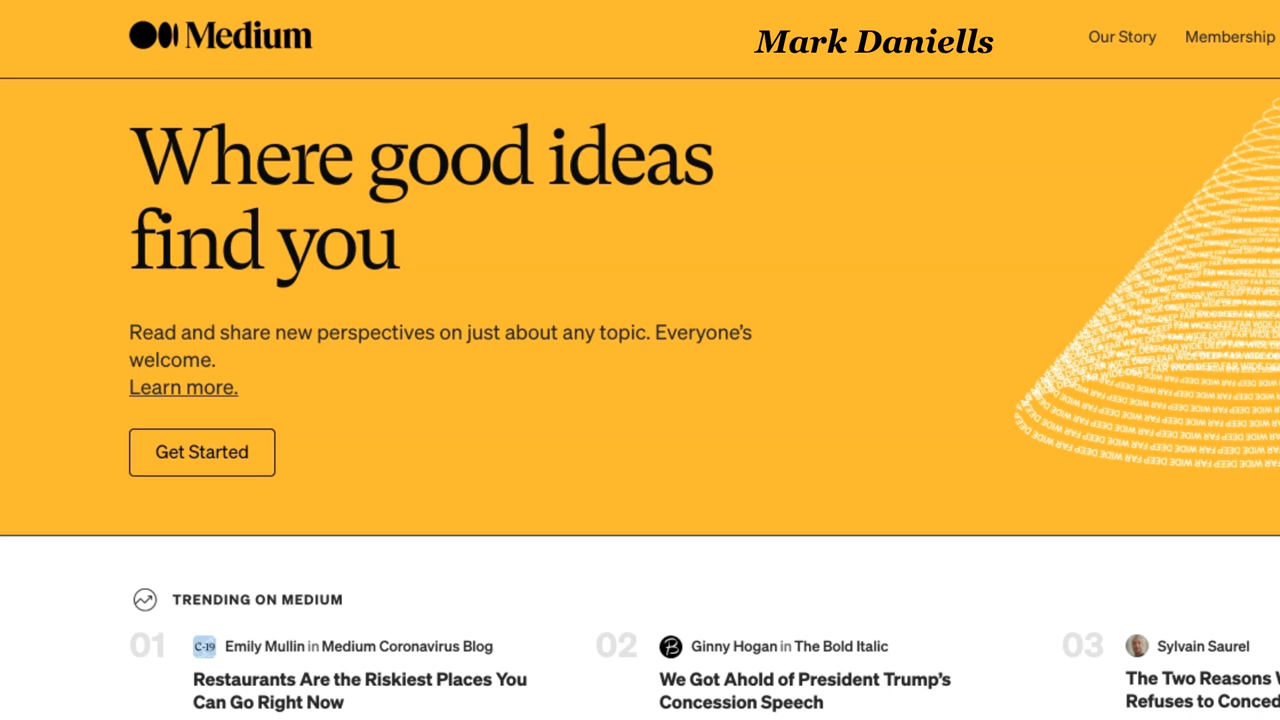 Medium
Mark Daniells
Our Story Membership
Where good ideas
find you
Read and share new perspectives on just about any topic. Everyone's
welcome.
Learn more.
Get Started
TRENDING ON MEDIUM
01
C-19 Emily Mullin in Medium Coronavirus Blog
Restaurants Are the Riskiest Places You
Can Go Right Now
02
B Ginny Hogan in The Bold Italic
We Got Ahold of President Trump's
Concession Speech
03
Sylvain Saurel
The Two Reasons
Refuses to